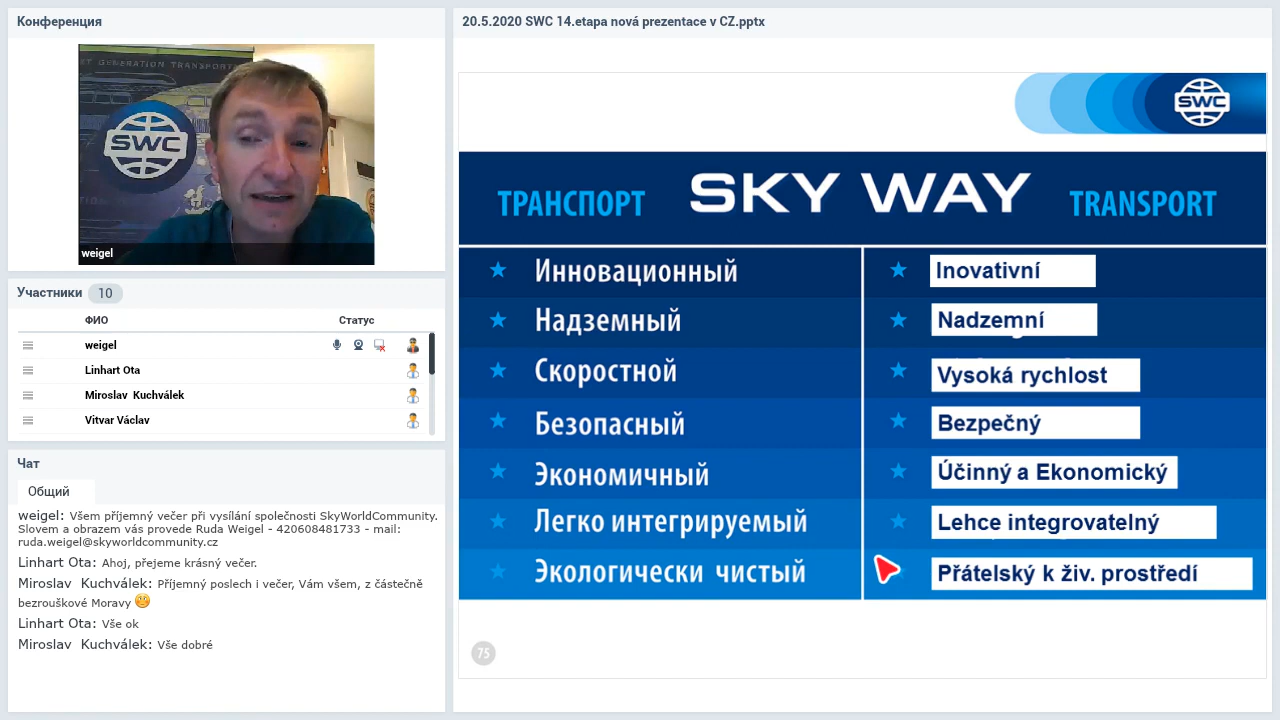 Конференция
T GENERATION TRANSPORT
SWC
weigel
Участники 10
ФИО Статус
weigel
Linhart Ota
Miroslav Kuchválek
Vitvar Václav
Чат
Общий
weigel: Všem příjemný večer při vysílání společnosti SkyWorldCommunity.
Slovem a obrazem vás provede Ruda Weigel - 420608481733 - mail:
ruda.weigel@skyworldcommunity.cz
Linhart Ota: Ahoj, přejeme krásný večer.
Miroslav Kuchválek: Příjemný poslech i večer, Vám všem, z částečně
bezrouškové Moravy
Linhart Ota: Vše ok
Miroslav Kuchválek: Vše dobré
20.5.2020 SWC 14.etapa nová prezentace v CZ.pptx
SWC
ТРАНСПОРТ SKY WAY TRANSPORT
Инновационный Inovativní
Надземный Nadzemní
Скоростной Vysoká rychlost
Безопасный Bezpečný
Экономичный Účinný a Ekonomický
Легко интегрируемый Lehce integrovatelný
Экологически чистый Přátelský k živ. prostředí
75